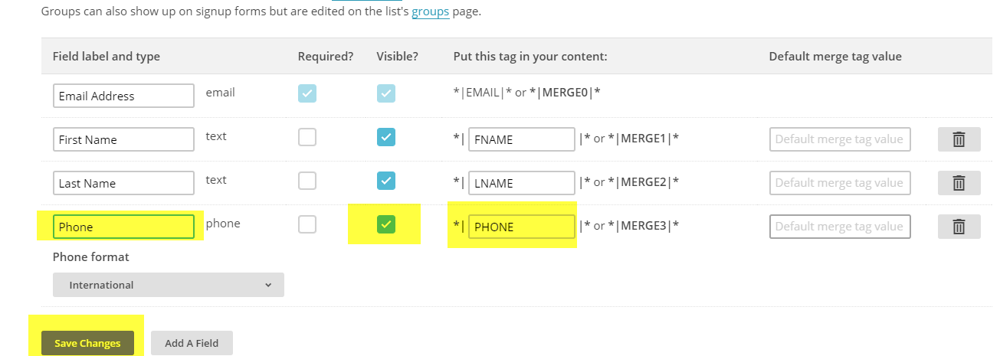 Groups can also show up on signup forms but are edited on the list's groups page.
Field label and type Required? Visible? Put this tag in your content: Default merge tag value
Email Address email *|EMAIL|* or *|MERGE0|*
First Name text *| FNAME |* or *|MERGE1|* Default merge tag value
Last Name text *| LNAME |* or *|MERGE2|* Default merge tag value
Phone phone *| PHONE |* or *|MERGE3|* Default merge tag value
Phone format
International
Save Changes Add A Field